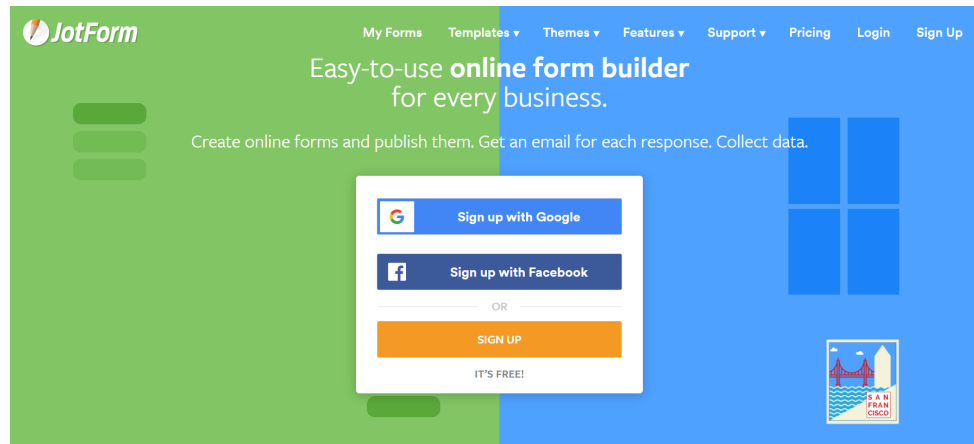 JotForm
My Forms Templates ▾ Themes ▾ Features ▾ Support ▾ Pricing Login Sign Up
Easy-to-use online form builder
for every business.
Create online forms and publish them. Get an email for each response. Collect data.
G Sign up with Google
f Sign up with Facebook
OR
SIGN UP
IT'S FREE!
SAN
FRAN
CISCO